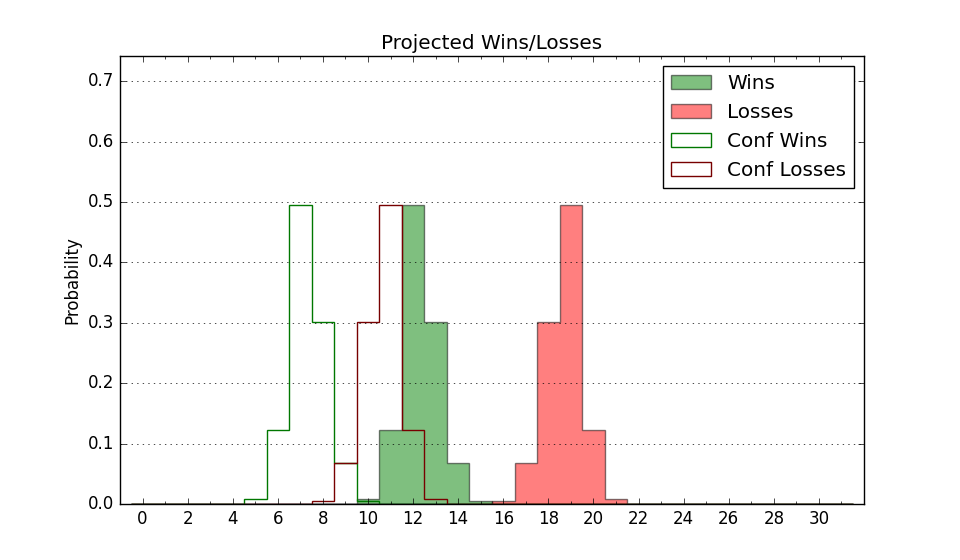 Projected Wins/Losses
Wins
Losses
Conf Wins
Conf Losses
Probability
0.7
0.6
0.5
0.4
0.3
0.2
0.1
0.0
0 2 4 6 8 10 12 14 16 18 20 22 24 26 28 30